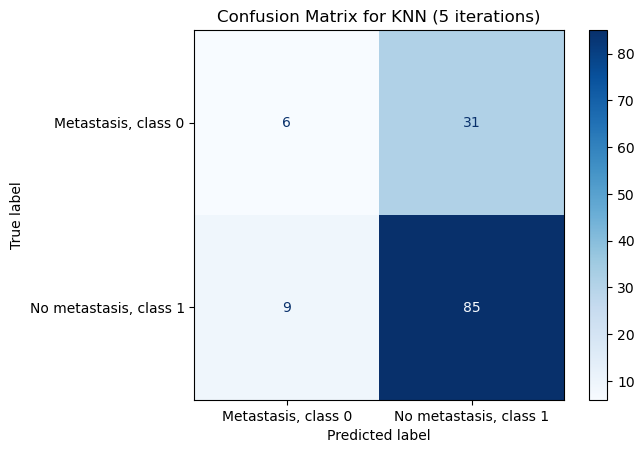 Confusion Matrix for KNN (5 iterations)
Metastasis, class 0
6
31
No metastasis, class 1
9
85
True label
Metastasis, class 0
No metastasis, class 1
Predicted label
80
70
60
50
40
30
20
10